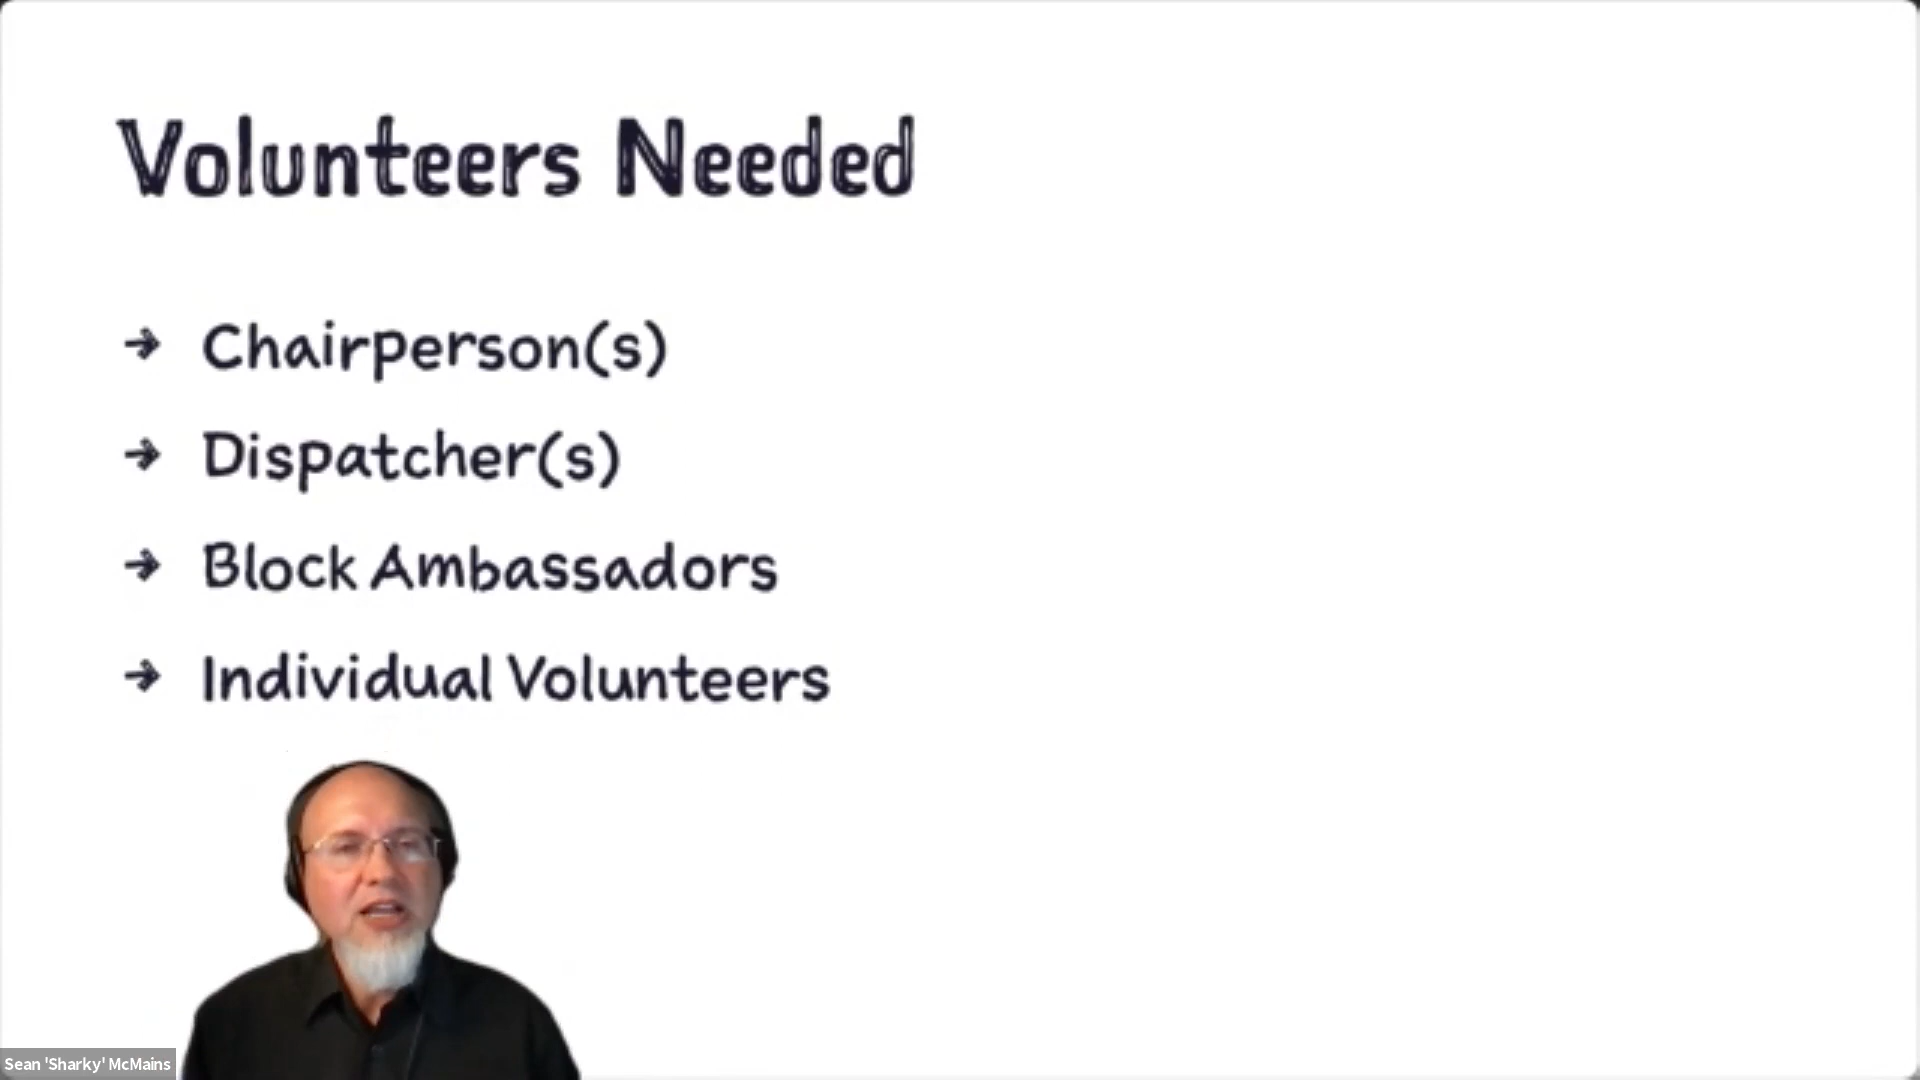 Volunteers Needed
→ Chairperson(s)
→ Dispatcher(s)
→ Block Ambassadors
→ Individual Volunteers
Sean 'Sharky' McMains